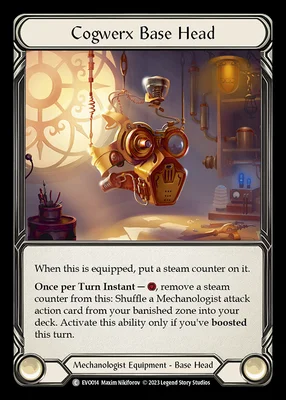 Cogwerx Base Head
When this is equipped, put a steam counter on it.
Once per Turn Instant — , remove a steam
counter from this: Shuffle a Mechanologist attack
action card from your banished zone into your
deck. Activate this ability only if you've boosted
this turn.
Mechanologist Equipment - Base Head
C EVO014 Maxim Nikiforov © 2023 Legend Story Studios